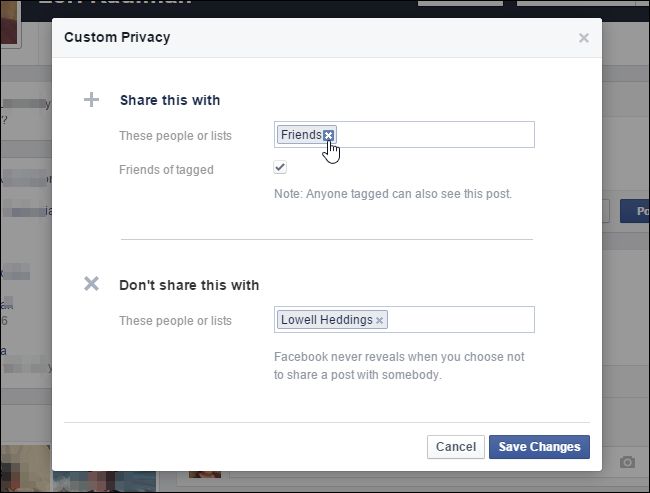 Custom Privacy
Share this with
These people or lists
Friends
Friends of tagged
Note: Anyone tagged can also see this post.
Don't share this with
These people or lists
Lowell Heddings
Facebook never reveals when you choose not
to share a post with somebody.
Cancel
Save Changes